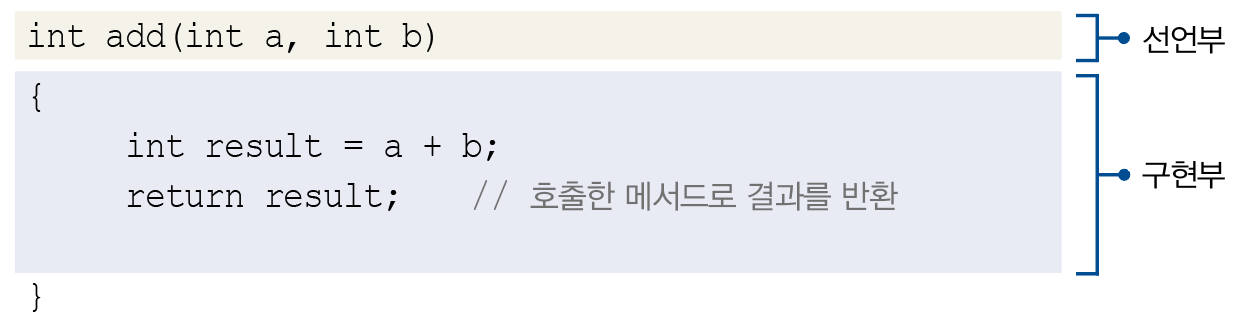 int add(int a, int b)
선언부
{
int result = a + b;
return result; // 호출한 메서드로 결과를 반환
구현부
}